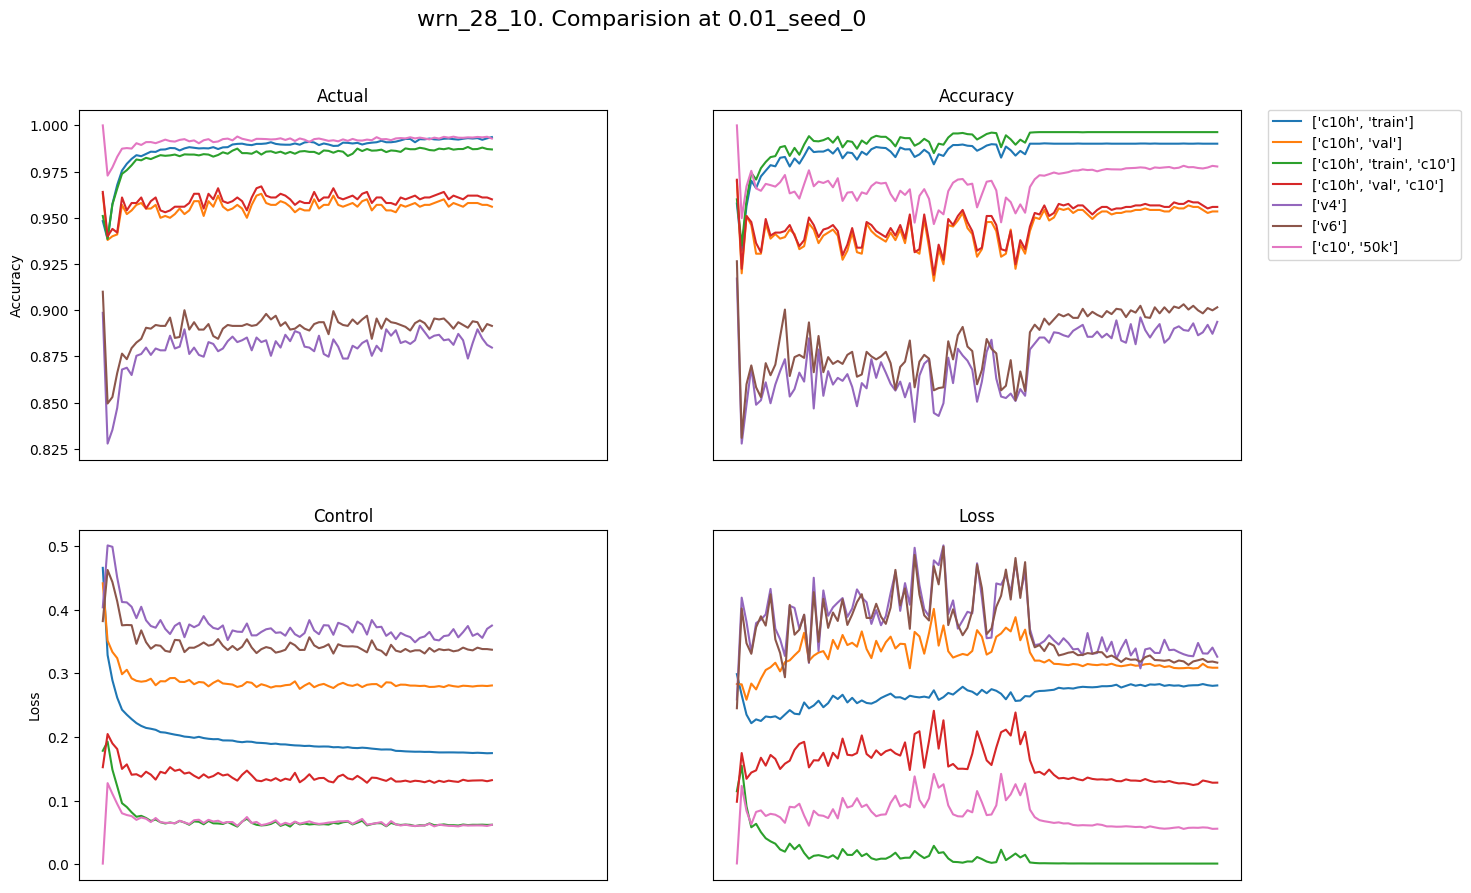 wrn_28_10. Comparision at 0.01_seed_0
Actual
Accuracy
1.000
0.975
0.950
0.925
0.900
0.875
0.850
0.825
Accuracy
['c10h', 'train']
['c10h', 'val']
['c10h', 'train', 'c10']
['c10h', 'val', 'c10']
['v4']
['v6']
['c10', '50k']
Control
Loss
0.5
0.4
0.3
0.2
0.1
0.0
Loss